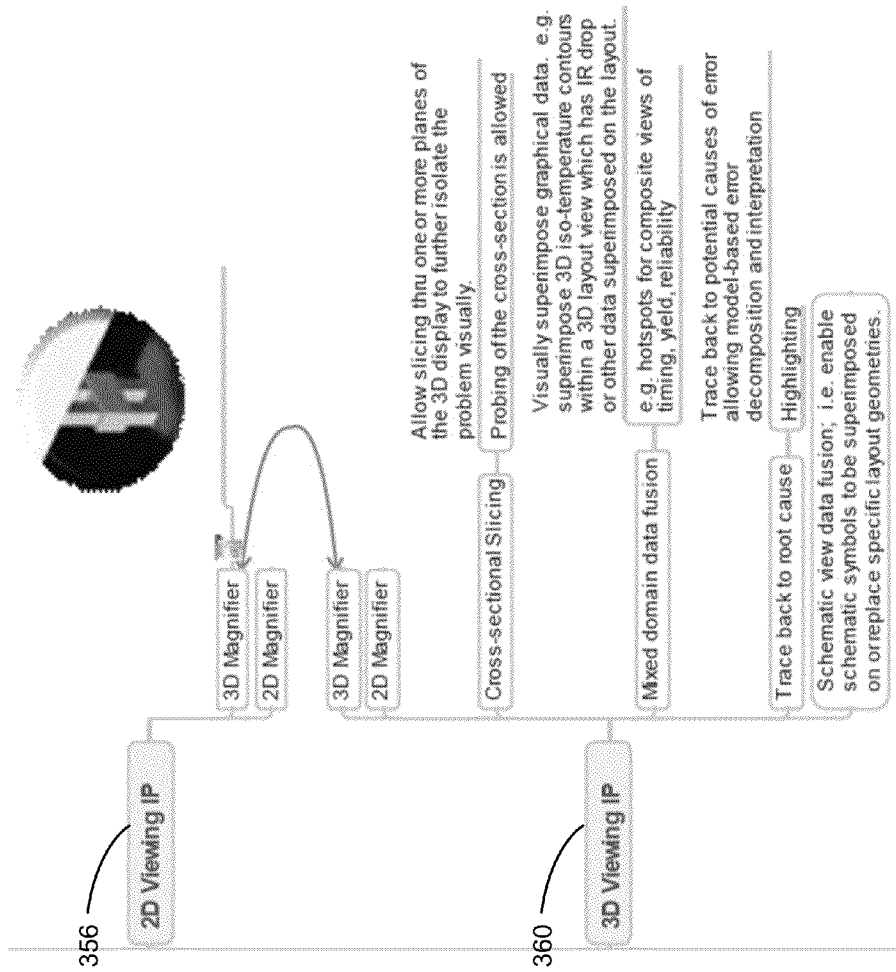 356
2D Viewing IP
3D Magnifier
2D Magnifier
360
3D Viewing IP
3D Magnifier
2D Magnifier
Cross-sectional Slicing
Allow slicing thru one or more planes of
the 3D display to further isolate the
problem visually.
Probing of the cross-section is allowed
Mixed domain data fusion
Visually superimpose graphical data. e.g.
superimpose 3D iso-temperature contours
within a 3D layout view which has IR drop
or other data superimposed on the layout.
e.g. hotspots for composite views of
timing, yield, reliability
Trace back to root cause
Trace back to potential causes of error
allowing model-based error
decomposition and interpretation
Highlighting
Schematic view data fusion; i.e. enable
schematic symbols to be superimposed
on orreplace specific layout geometries.